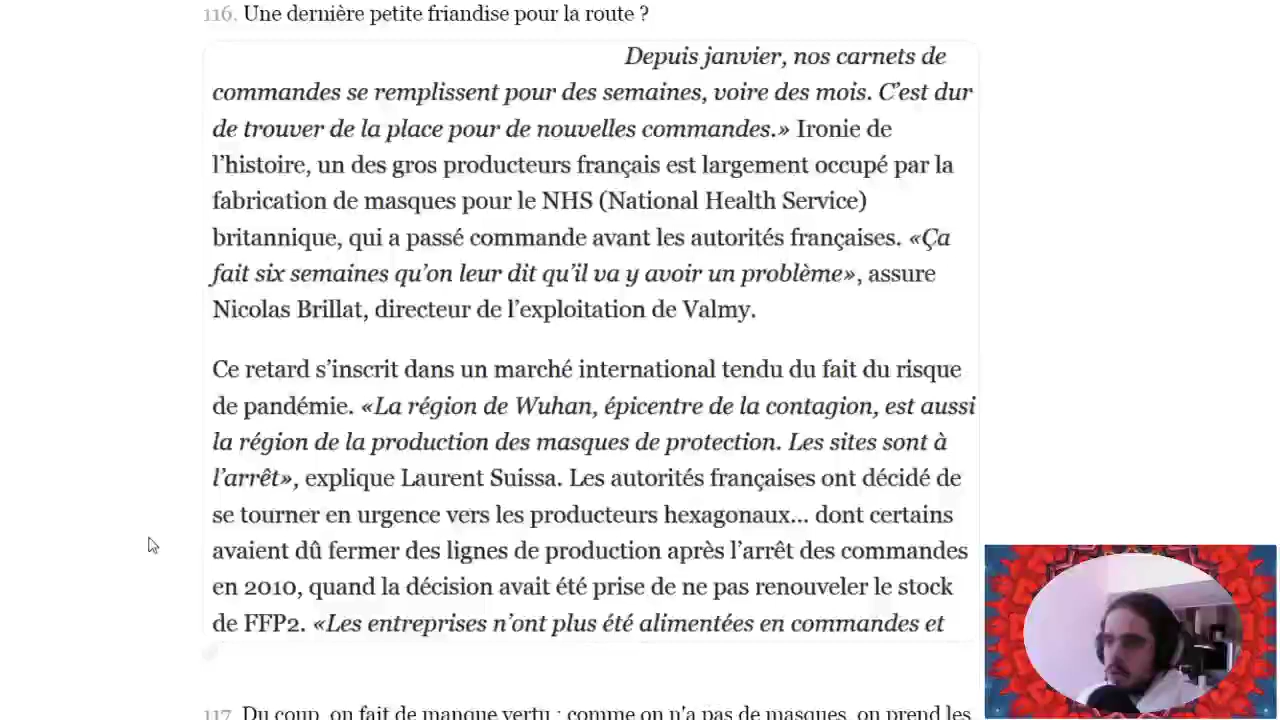 116. Une dernière petite friandise pour la route ?
Depuis janvier, nos carnets de
commandes se remplissent pour des semaines, voire des mois. C’est dur
de trouver de la place pour de nouvelles commandes.» Ironie de
l’histoire, un des gros producteurs français est largement occupé par la
fabrication de masques pour le NHS (National Health Service)
britannique, qui a passé commande avant les autorités françaises. «Ça
fait six semaines qu’on leur dit qu’il va y avoir un problème», assure
Nicolas Brillat, directeur de l’exploitation de Valmy.
Ce retard s’inscrit dans un marché international tendu du fait du risque
de pandémie. «La région de Wuhan, épicentre de la contagion, est aussi
la région de la production des masques de protection. Les sites sont à
l’arrêt», explique Laurent Suissa. Les autorités françaises ont décidé de
se tourner en urgence vers les producteurs hexagonaux... dont certains
avaient dû fermer des lignes de production après l’arrêt des commandes
en 2010, quand la décision avait été prise de ne pas renouveler le stock
de FFP2. «Les entreprises n’ont plus été alimentées en commandes et
117. Du coup, on fait de manque vertu : comme on n'a pas de masques, on prend les